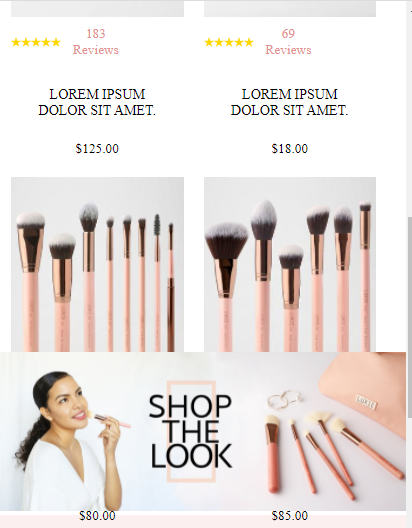 183
Reviews
69
Reviews
LOREM IPSUM
DOLOR SIT AMET.
LOREM IPSUM
DOLOR SIT AMET.
$125.00
$18.00
SHOP
THE
LOOK
$80.00
$85.00